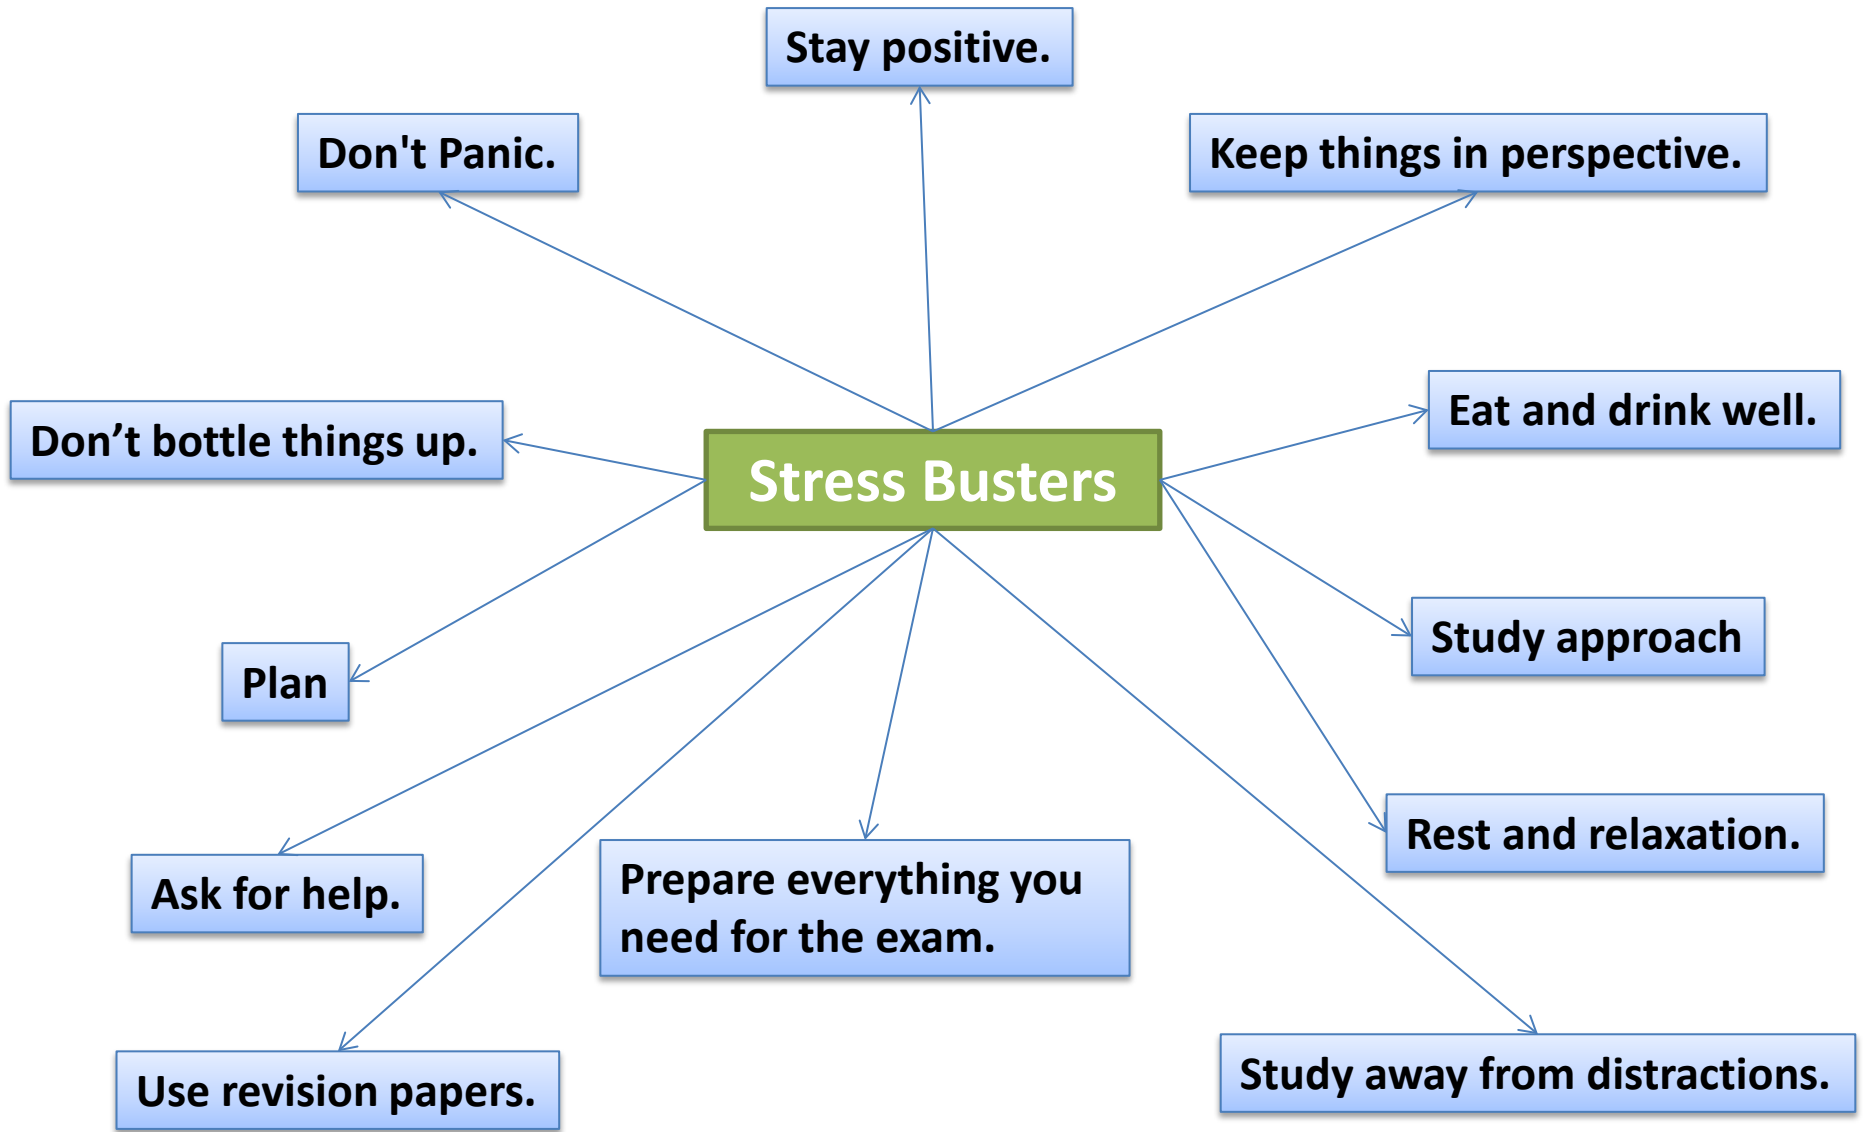 Stay positive.
Don't Panic.
Keep things in perspective.
Eat and drink well.
Don’t bottle things up.
Stress Busters
Study approach
Plan
Rest and relaxation.
Ask for help.
Prepare everything you
need for the exam.
Study away from distractions.
Use revision papers.